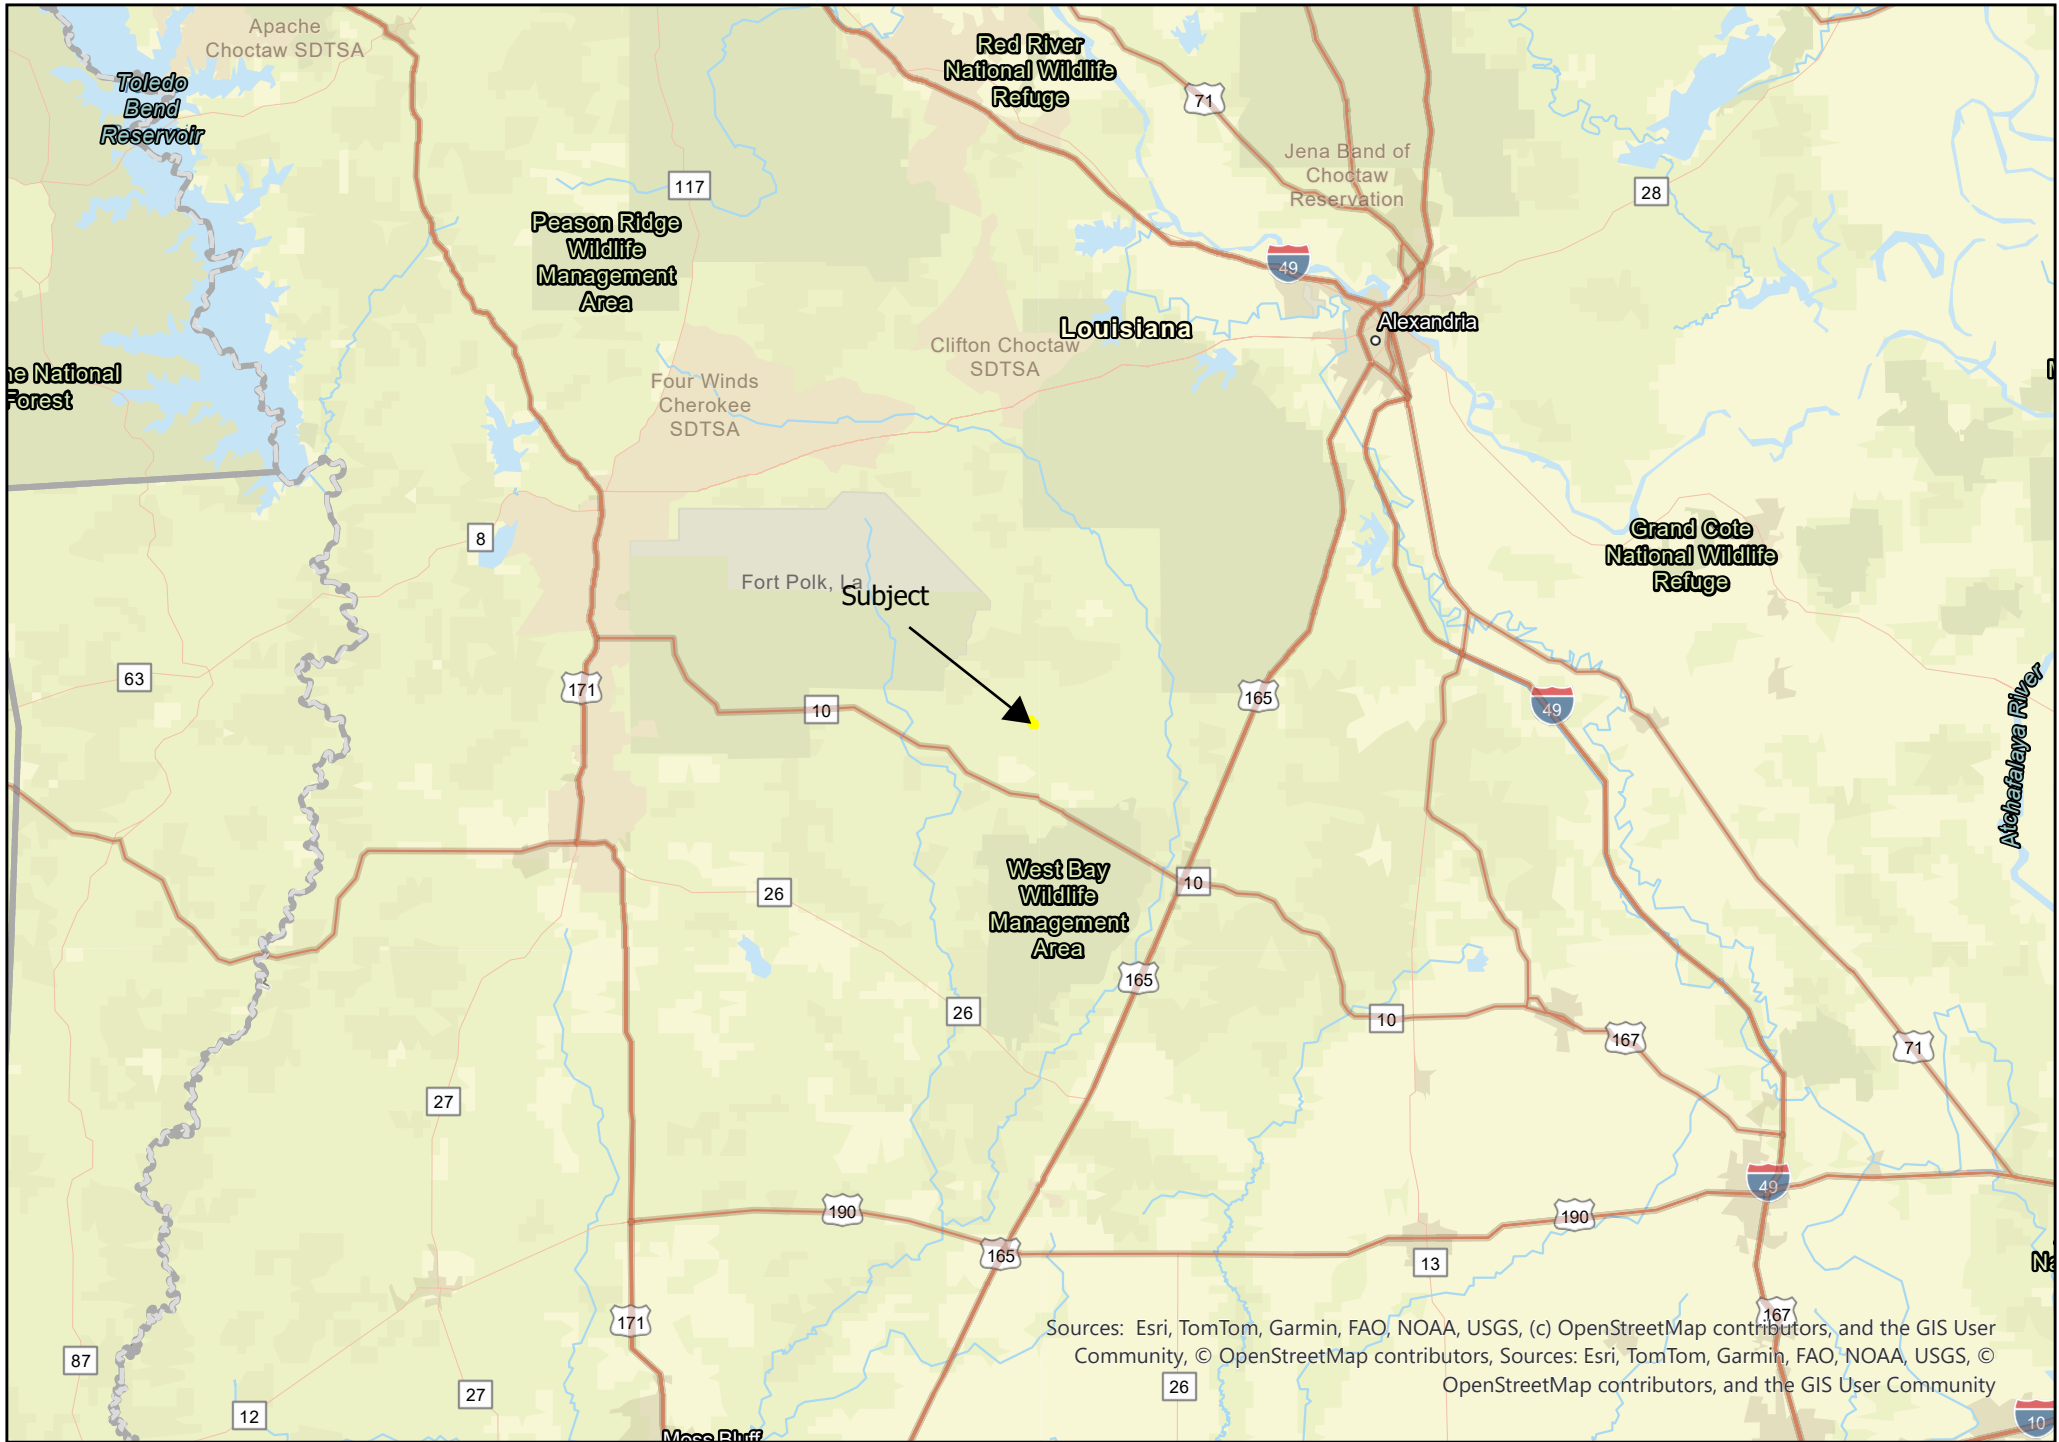 Apache
Choctaw SDTSA
Toledo
Bend
Reservoir
Red River
National Wildlife
Refuge
71
Jena Band of
Choctaw
Reservation
117
28
Peason Ridge
Wildlife
Management
Area
49
Louisiana
Alexandria
Clifton Choctaw
SDTSA
Four Winds
Cherokee
SDTSA
ne National
Forest
8
Fort Polk, La
Subject
Grand Cote
National Wildlife
Refuge
63
171
10
165
49
Atchafalaya River
West Bay
Wildlife
Management
Area
10
26
165
26
10
167
71
27
49
190
190
165
13
171
167
87
12
27
26
10
Moss Bluff
Sources: Esri, TomTom, Garmin, FAO, NOAA, USGS, (c) OpenStreetMap contributors, and the GIS User
Community, © OpenStreetMap contributors, Sources: Esri, TomTom, Garmin, FAO, NOAA, USGS, ©
OpenStreetMap contributors, and the GIS User Community